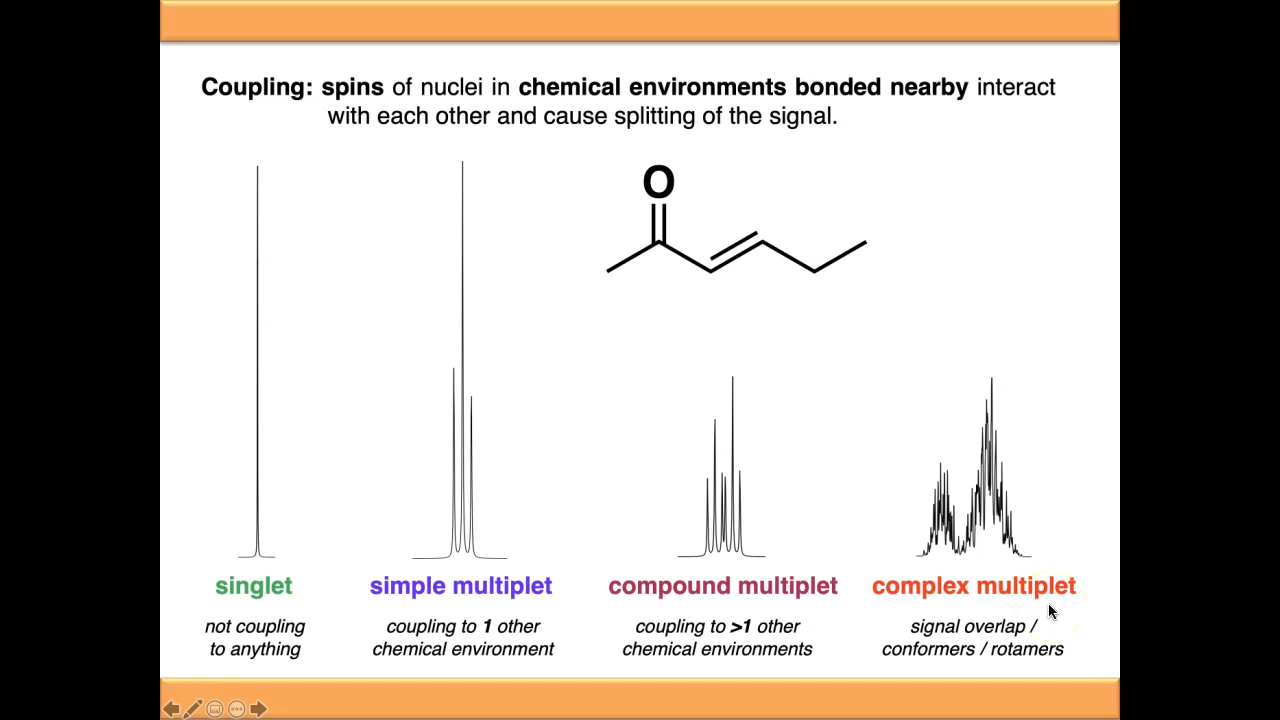 Coupling: spins of nuclei in chemical environments bonded nearby interact
with each other and cause splitting of the signal.
O
singlet
not coupling
to anything
simple multiplet
coupling to 1 other
chemical environment
compound multiplet
coupling to >1 other
chemical environments
complex multiplet
signal overlap /
conformers / rotamers